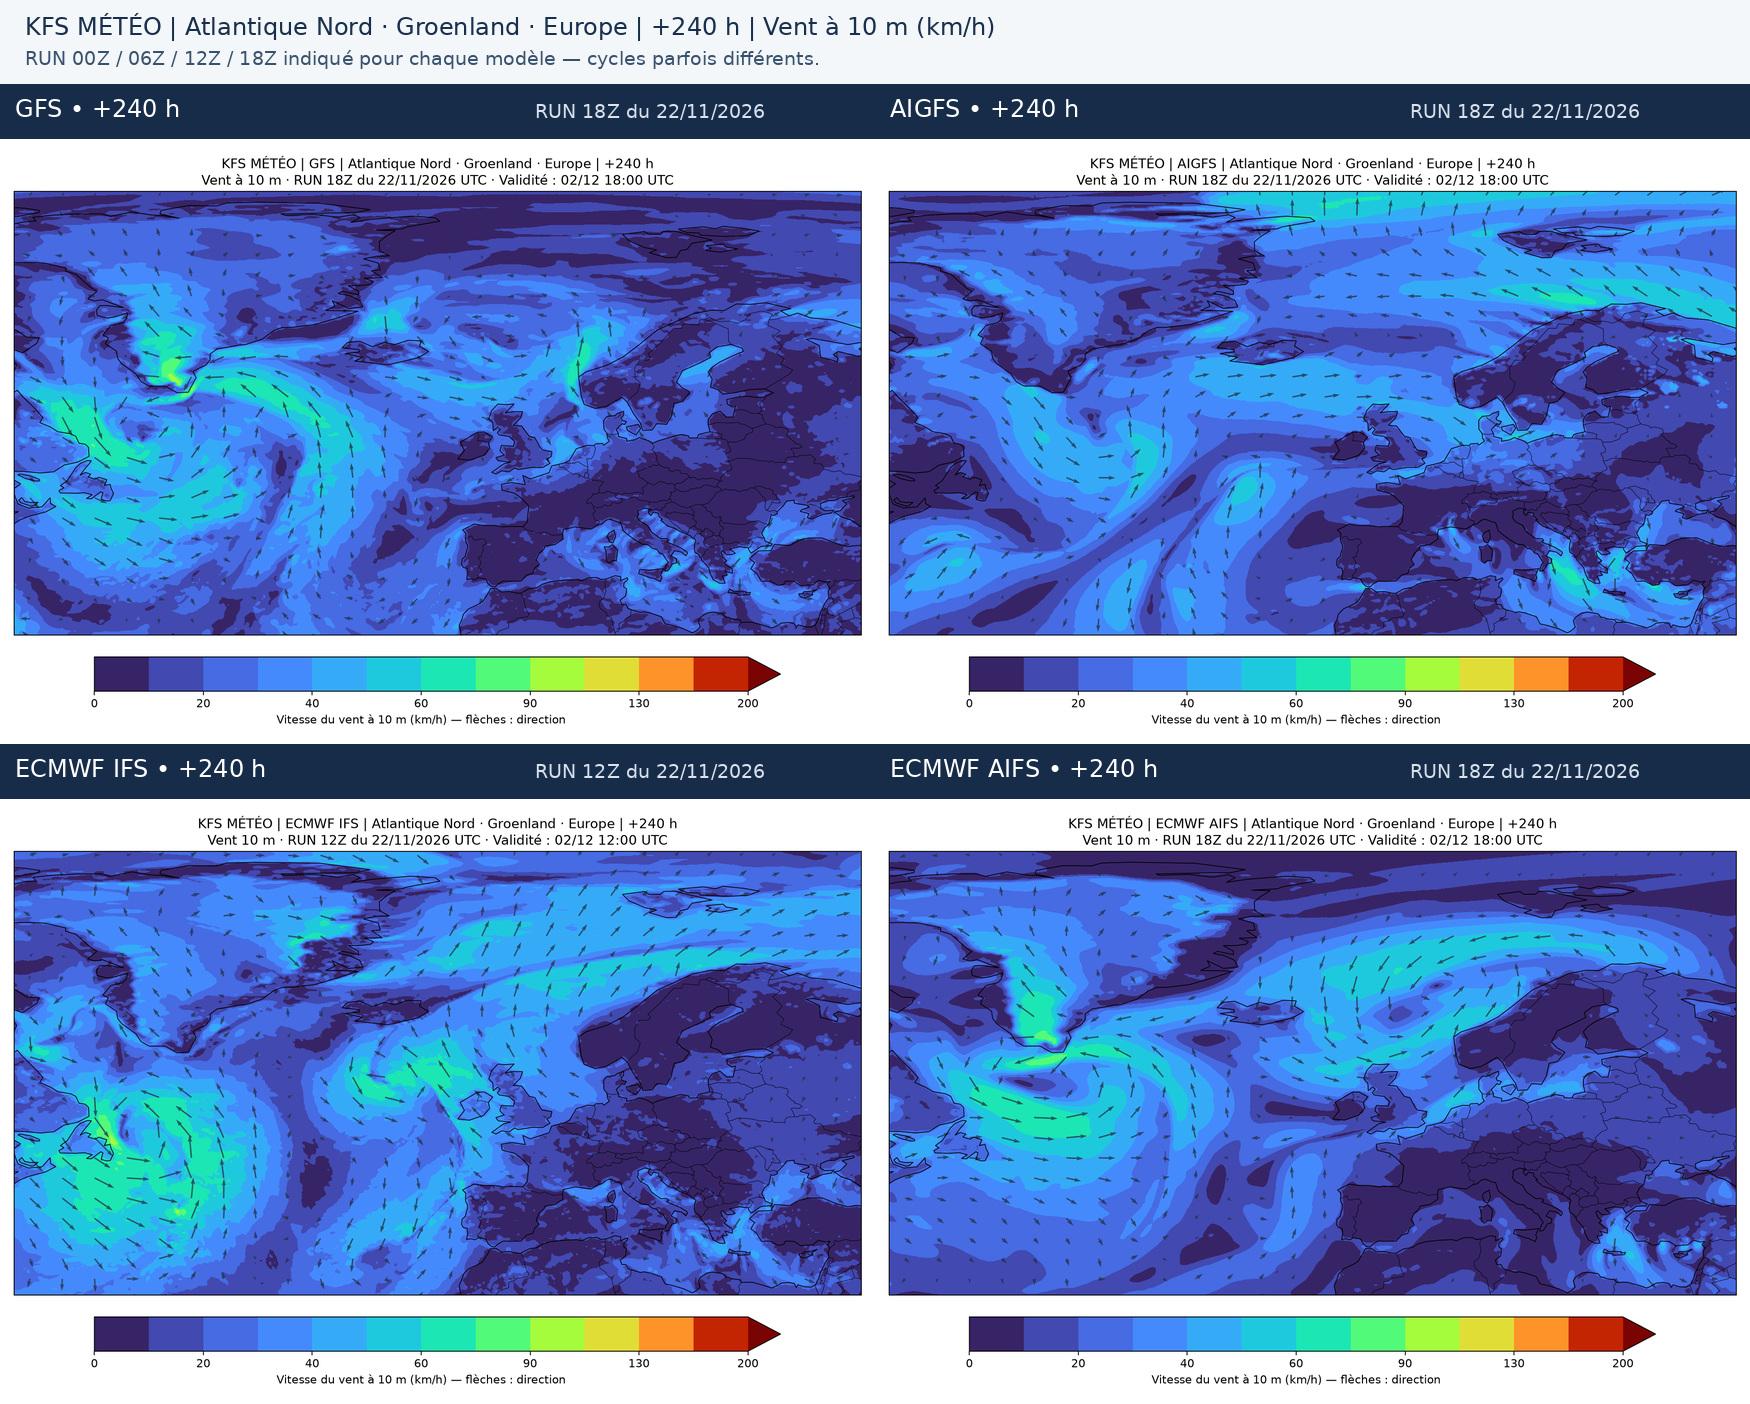 KFS MÉTÉO | Atlantique Nord · Groenland · Europe | +240 h | Vent à 10 m (km/h)
RUN 00Z / 06Z / 12Z / 18Z indiqué pour chaque modèle — cycles parfois différents.
GFS • +240 h
RUN 18Z du 22/11/2026
AIGFS • +240 h
RUN 18Z du 22/11/2026
KFS MÉTÉO | GFS | Atlantique Nord · Groenland · Europe | +240 h
Vent à 10 m · RUN 18Z du 22/11/2026 UTC · Validité : 02/12 18:00 UTC
KFS MÉTÉO | AIGFS | Atlantique Nord · Groenland · Europe | +240 h
Vent à 10 m · RUN 18Z du 22/11/2026 UTC · Validité : 02/12 18:00 UTC
0 20 40 60 90 130 200
Vitesse du vent à 10 m (km/h) — flèches : direction
0 20 40 60 90 130 200
Vitesse du vent à 10 m (km/h) — flèches : direction
ECMWF IFS • +240 h
RUN 12Z du 22/11/2026
ECMWF AIFS • +240 h
RUN 18Z du 22/11/2026
KFS MÉTÉO | ECMWF IFS | Atlantique Nord · Groenland · Europe | +240 h
Vent 10 m · RUN 12Z du 22/11/2026 UTC · Validité : 02/12 12:00 UTC
KFS MÉTÉO | ECMWF AIFS | Atlantique Nord · Groenland · Europe | +240 h
Vent 10 m · RUN 18Z du 22/11/2026 UTC · Validité : 02/12 18:00 UTC
0 20 40 60 90 130 200
Vitesse du vent à 10 m (km/h) — flèches : direction
0 20 40 60 90 130 200
Vitesse du vent à 10 m (km/h) — flèches : direction